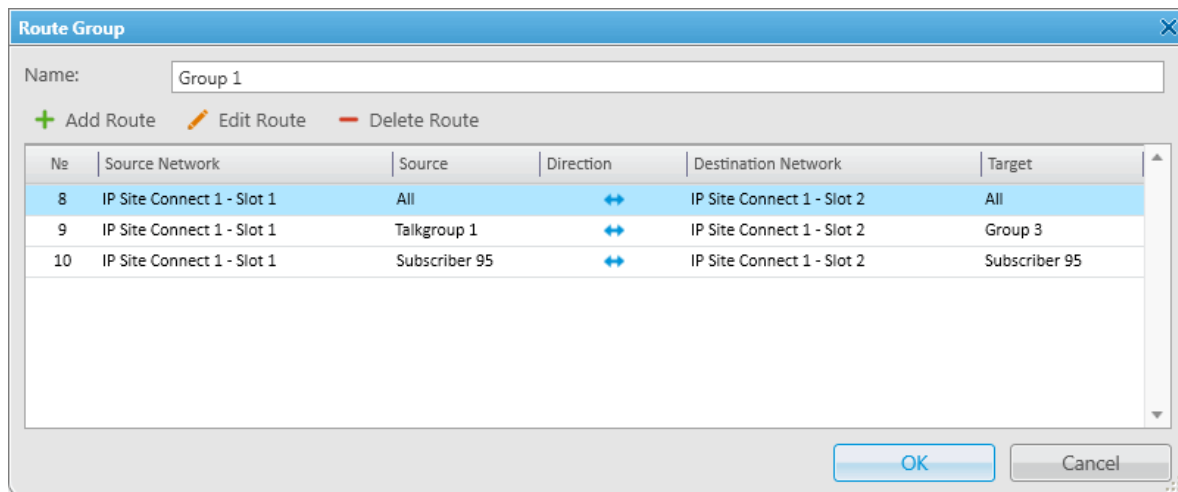 Route Group
Name: Group 1
Add Route Edit Route Delete Route
№ Source Network Source Direction Destination Network Target
8 IP Site Connect 1 - Slot 1 All IP Site Connect 1 - Slot 2 All
9 IP Site Connect 1 - Slot 1 Talkgroup 1 IP Site Connect 1 - Slot 2 Group 3
10 IP Site Connect 1 - Slot 1 Subscriber 95 IP Site Connect 1 - Slot 2 Subscriber 95
OK Cancel